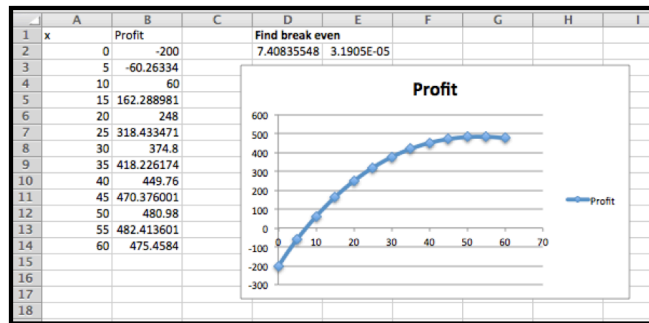 A B C D E F G H I
1 x Profit Find break even
2 0 -200 7.40835548 3.1905E-05
3 5 -60.26334
4 10 60
5 15 162.288981
6 20 248
7 25 318.433471
8 30 374.8
9 35 418.226174
10 40 449.76
11 45 470.376001
12 50 480.98
13 55 482.413601
14 60 475.4584
15
16
17
18
Profit
600
500
400
300
200
100
0
-100
-200
-300
0 10 20 30 40 50 60 70
Profit